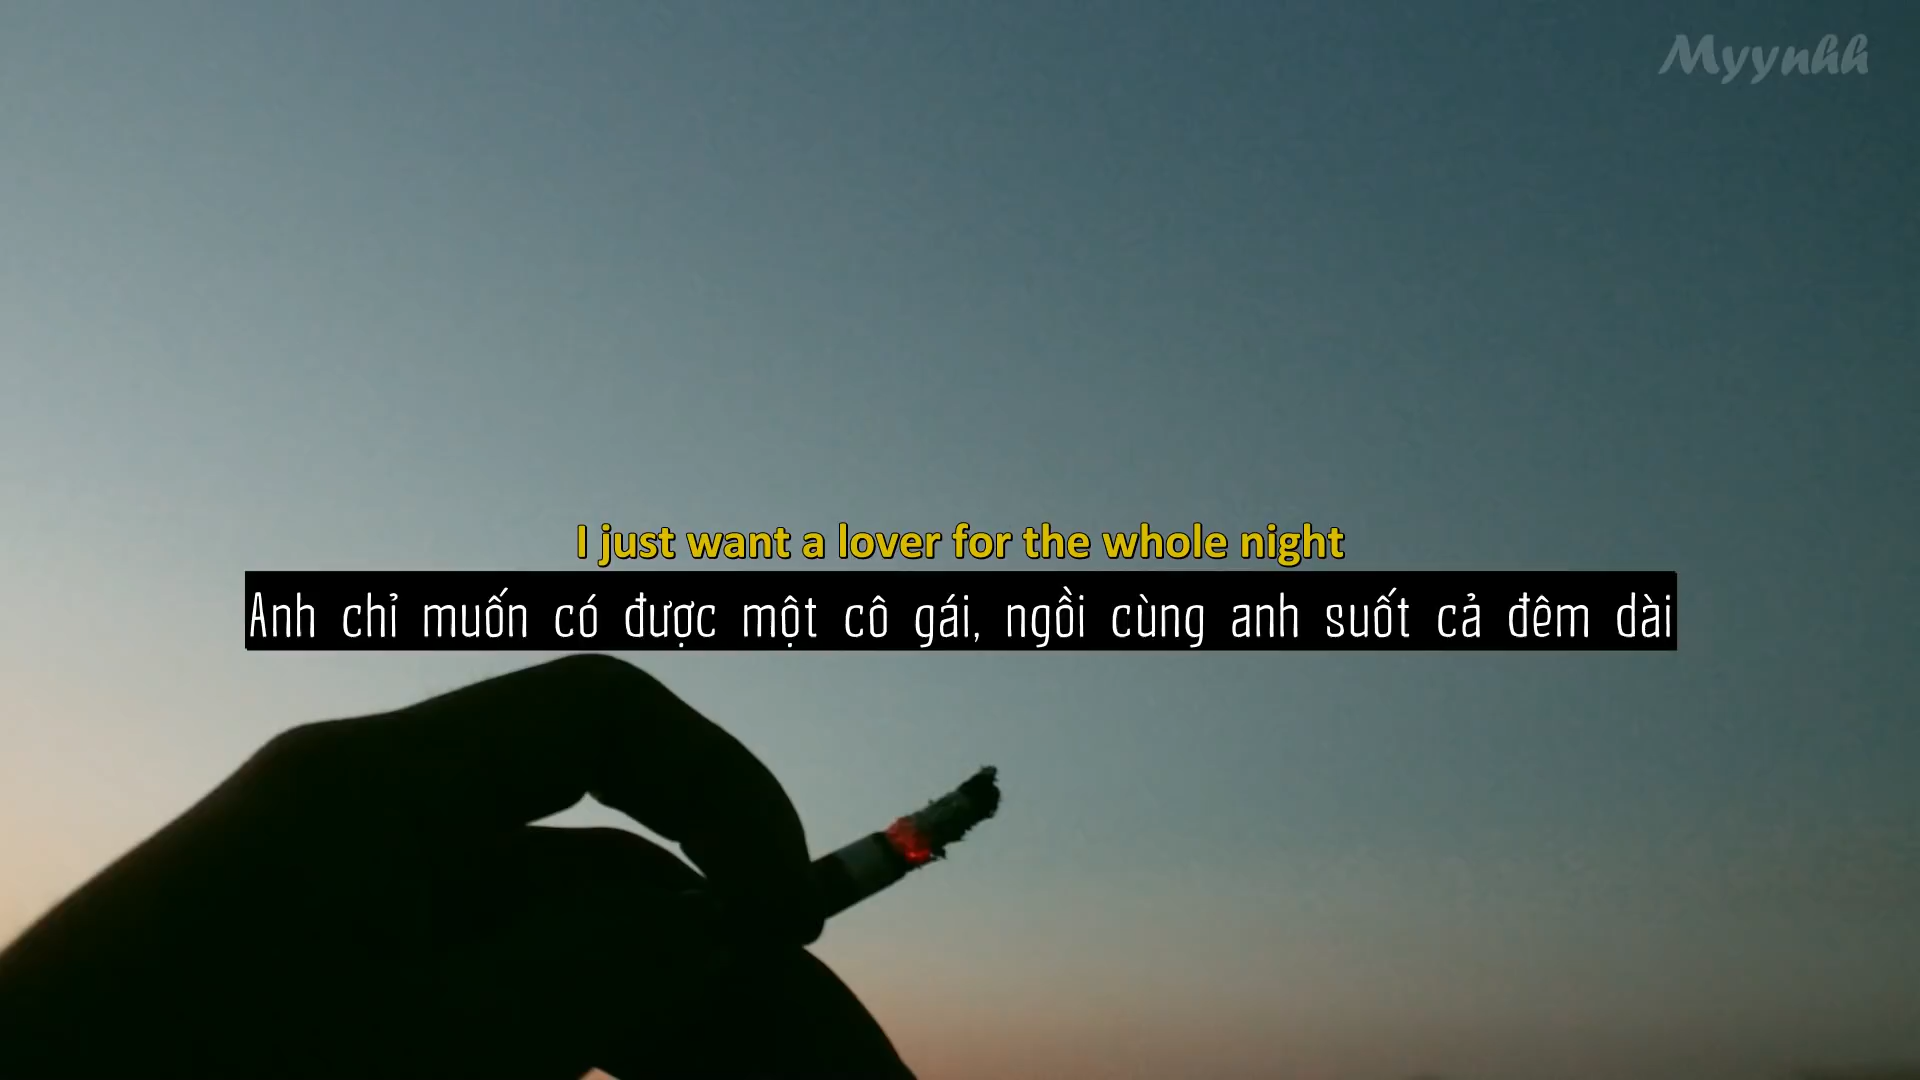 Myynhh
I just want a lover for the whole night
Anh chỉ muốn có được một cô gái, ngồi cùng anh suốt cả đêm dài